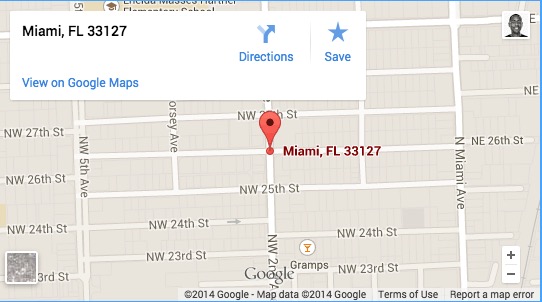 Eneida Masses Hartner
Elementary School
Miami, FL 33127
Directions
Save
View on Google Maps
NE
NW 27th St
NW 27th St
Dorsey Ave
Miami, FL 33127
NE 26th St
NW 5th Ave
N Miami Ave
NW 26th St
NW 25th St
NW 24th St
NW 24th St
NW 2nd
NW 23rd St
Gramps
NW 23rd St
Google
+
−
©2014 Google - Map data ©2014 Google
Terms of Use
Report a map error